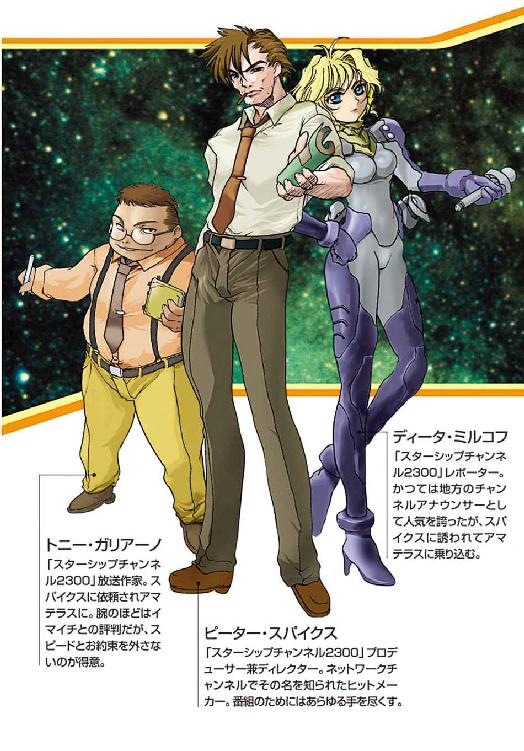 ディータ・ミルコフ
「スターシップチャンネ
ル2300」レポーター。
かつては地方のチャン
ネルアナウンサーとし
て人気を誇ったが、スパ
イクスに誘われてアマ
テラスに乗り込む。
トニー・ガリアーノ
「スターシップチャンネ
ル2300」放送作家。ス
パイクスに依頼されアマ
テラスに。腕のほどはイ
マイチとの評判だが、ス
ピードとお約束を外さな
いのが得意。
ピーター・スパイクス
「スターシップチャンネル2300」プロデ
ューサー兼ディレクター。ネットワークチ
ャンネルでその名を知られたヒットメー
カー。番組のためにはあらゆる手を尽くす。